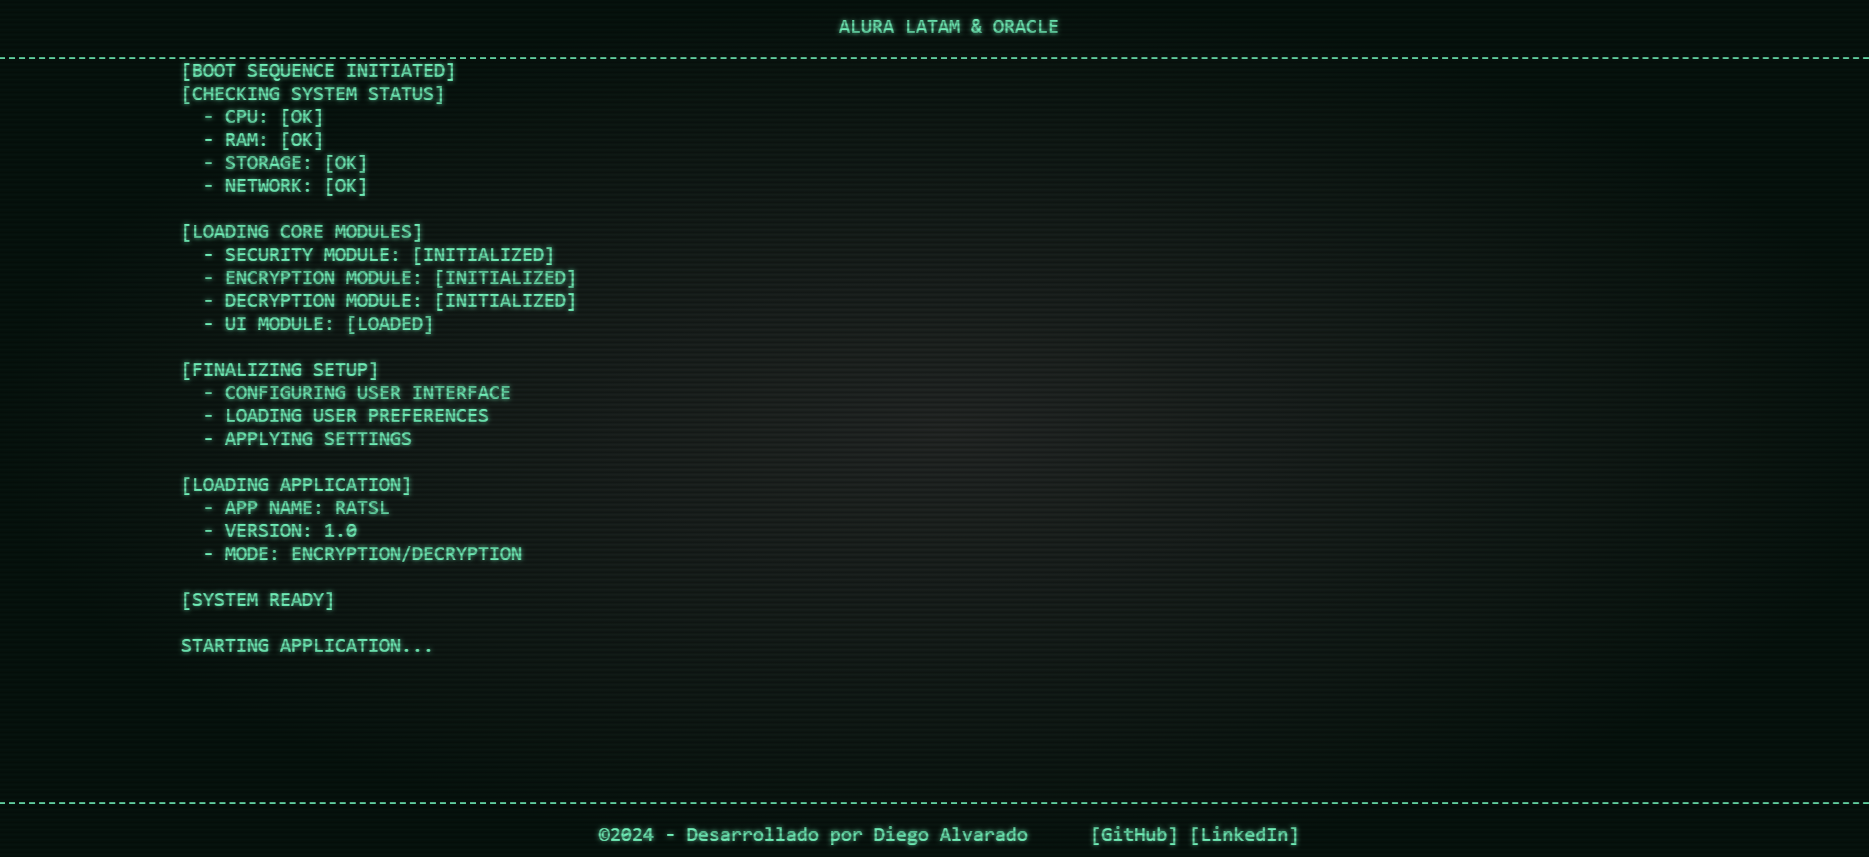 ALURA LATAM & ORACLE
[BOOT SEQUENCE INITIATED]
[CHECKING SYSTEM STATUS]
- CPU: [OK]
- RAM: [OK]
- STORAGE: [OK]
- NETWORK: [OK]
[LOADING CORE MODULES]
- SECURITY MODULE: [INITIALIZED]
- ENCRYPTION MODULE: [INITIALIZED]
- DECRYPTION MODULE: [INITIALIZED]
- UI MODULE: [LOADED]
[FINALIZING SETUP]
- CONFIGURING USER INTERFACE
- LOADING USER PREFERENCES
- APPLYING SETTINGS
[LOADING APPLICATION]
- APP NAME: RATSL
- VERSION: 1.0
- MODE: ENCRYPTION/DECRYPTION
[SYSTEM READY]
STARTING APPLICATION...
©2024 - Desarrollado por Diego Alvarado [GitHub] [LinkedIn]